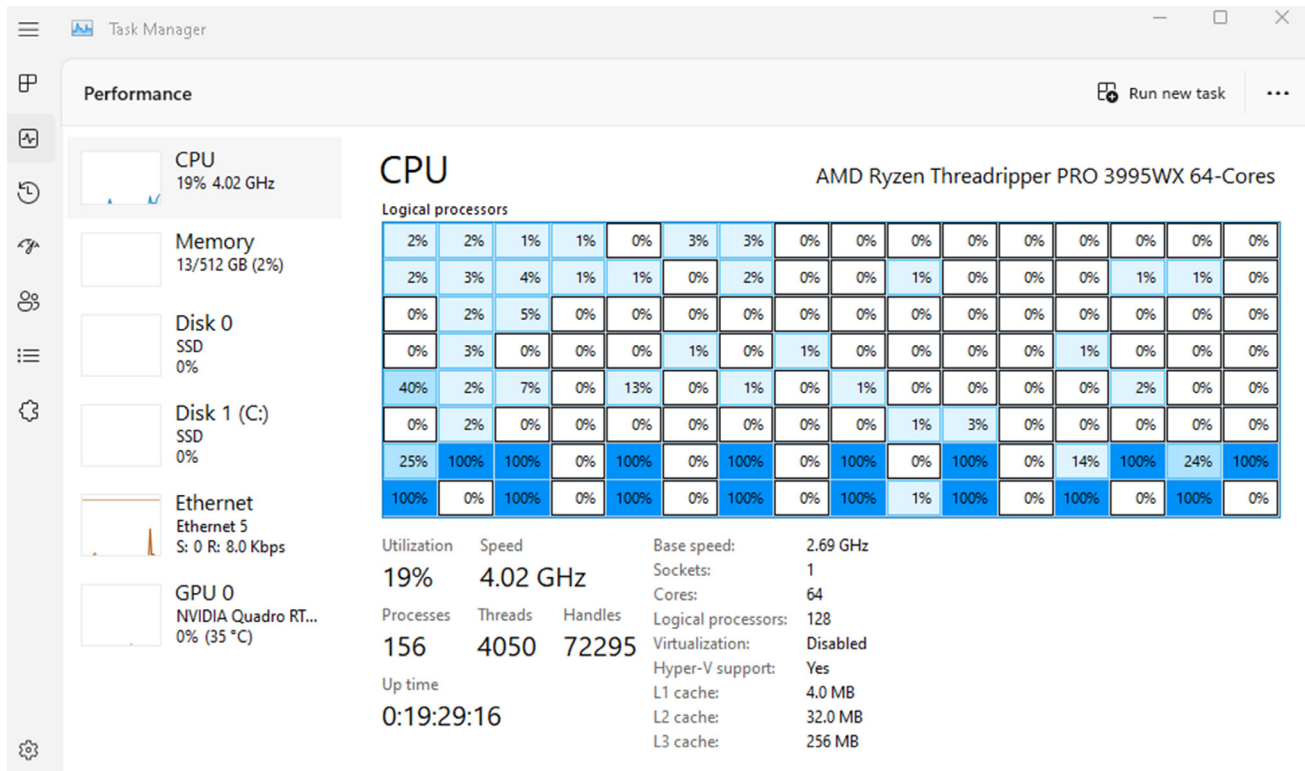 Task Manager
Performance
Run new task
CPU
19% 4.02 GHz
Memory
13/512 GB (2%)
Disk 0
SSD
0%
Disk 1 (C:)
SSD
0%
Ethernet
Ethernet 5
S: 0 R: 8.0 Kbps
GPU 0
NVIDIA Quadro RT...
0% (35 °C)
CPU
AMD Ryzen Threadripper PRO 3995WX 64-Cores
Logical processors
2% 2% 1% 1% 0% 3% 3% 0% 0% 0% 0% 0% 0% 0% 0% 0%
2% 3% 4% 1% 1% 0% 2% 0% 0% 1% 0% 0% 0% 1% 1% 0%
0% 2% 5% 0% 0% 0% 0% 0% 0% 0% 0% 0% 0% 0% 0% 0%
0% 3% 0% 0% 0% 1% 0% 1% 0% 0% 0% 0% 1% 0% 0% 0%
40% 2% 7% 0% 13% 0% 1% 0% 1% 0% 0% 0% 0% 2% 0% 0%
0% 2% 0% 0% 0% 0% 0% 0% 0% 1% 3% 0% 0% 0% 0% 0%
25% 100% 100% 0% 100% 0% 100% 0% 100% 0% 100% 0% 14% 100% 24% 100%
100% 0% 100% 0% 100% 0% 100% 0% 100% 1% 100% 0% 100% 0% 100% 0%
Utilization Speed
19% 4.02 GHz
Processes Threads Handles
156 4050 72295
Up time
0:19:29:16
Base speed: 2.69 GHz
Sockets: 1
Cores: 64
Logical processors: 128
Virtualization: Disabled
Hyper-V support: Yes
L1 cache: 4.0 MB
L2 cache: 32.0 MB
L3 cache: 256 MB